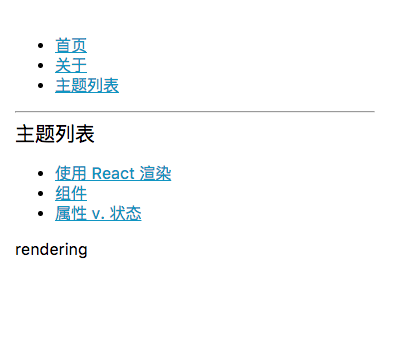 首页
关于
主题列表
主题列表
使用 React 渲染
组件
属性 v. 状态
rendering